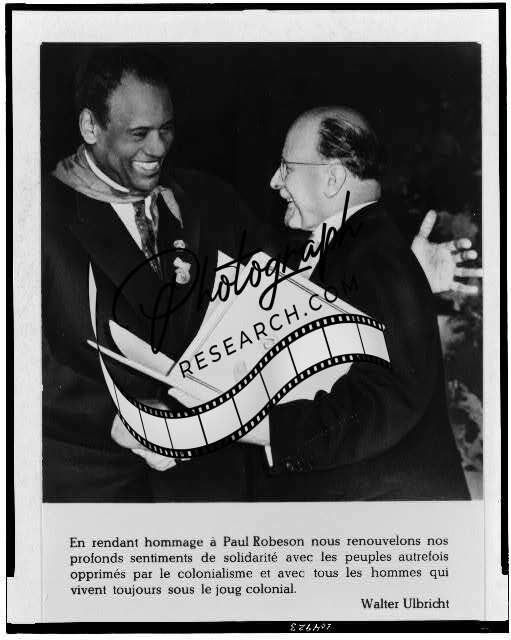 Photograph
RESEARCH.COM
En rendant hommage à Paul Robeson nous renouvelons nos
profonds sentiments de solidarité avec les peuples autrefois
opprimés par le colonialisme et avec tous les hommes qui
vivent toujours sous le joug colonial.
Walter Ulbricht